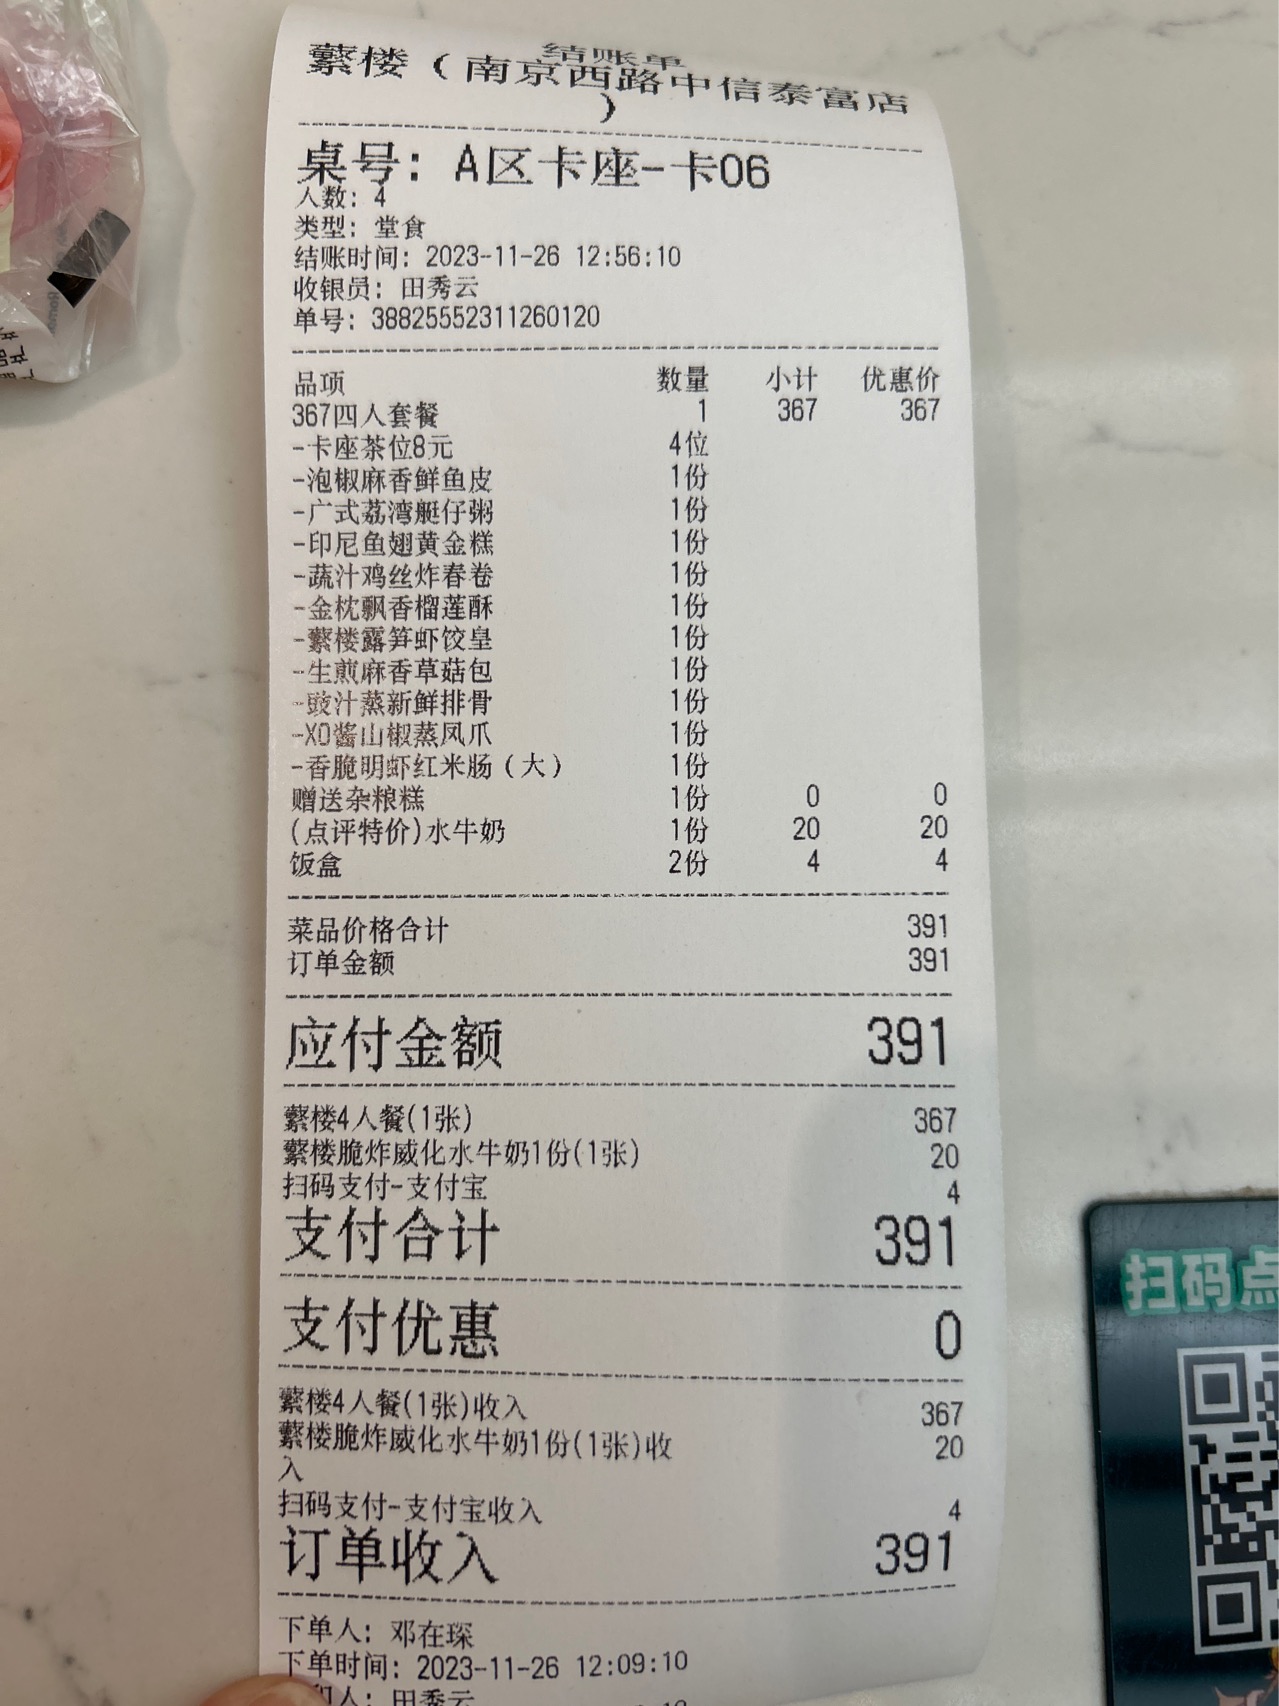 结账单
蘩楼（南京西路中信泰富店
）
桌号：A区卡座-卡06
人数：4
类型：堂食
结账时间：2023-11-26 12:56:10
收银员：田秀云
单号：38825552311260120
品项 数量 小计 优惠价
367四人套餐 1 367 367
-卡座茶位8元 4位
-泡椒麻香鲜鱼皮 1份
-广式荔湾艇仔粥 1份
-印尼鱼翅黄金糕 1份
-蔬汁鸡丝炸春卷 1份
-金枕飘香榴莲酥 1份
-蘩楼露笋虾饺皇 1份
-生煎麻香草菇包 1份
-豉汁蒸新鲜排骨 1份
-XO酱山椒蒸凤爪 1份
-香脆明虾红米肠（大） 1份
赠送杂粮糕 1份 0 0
(点评特价)水牛奶 1份 20 20
饭盒 2份 4 4
菜品价格合计 391
订单金额 391
应付金额 391
蘩楼4人餐(1张) 367
蘩楼脆炸威化水牛奶1份(1张) 20
扫码支付-支付宝 4
支付合计 391
支付优惠 0
蘩楼4人餐(1张)收入 367
蘩楼脆炸威化水牛奶1份(1张)收 20
入
扫码支付-支付宝收入 4
订单收入 391
下单人：邓在琛
下单时间：2023-11-26 12:09:10
印人：田秀云
扫码点